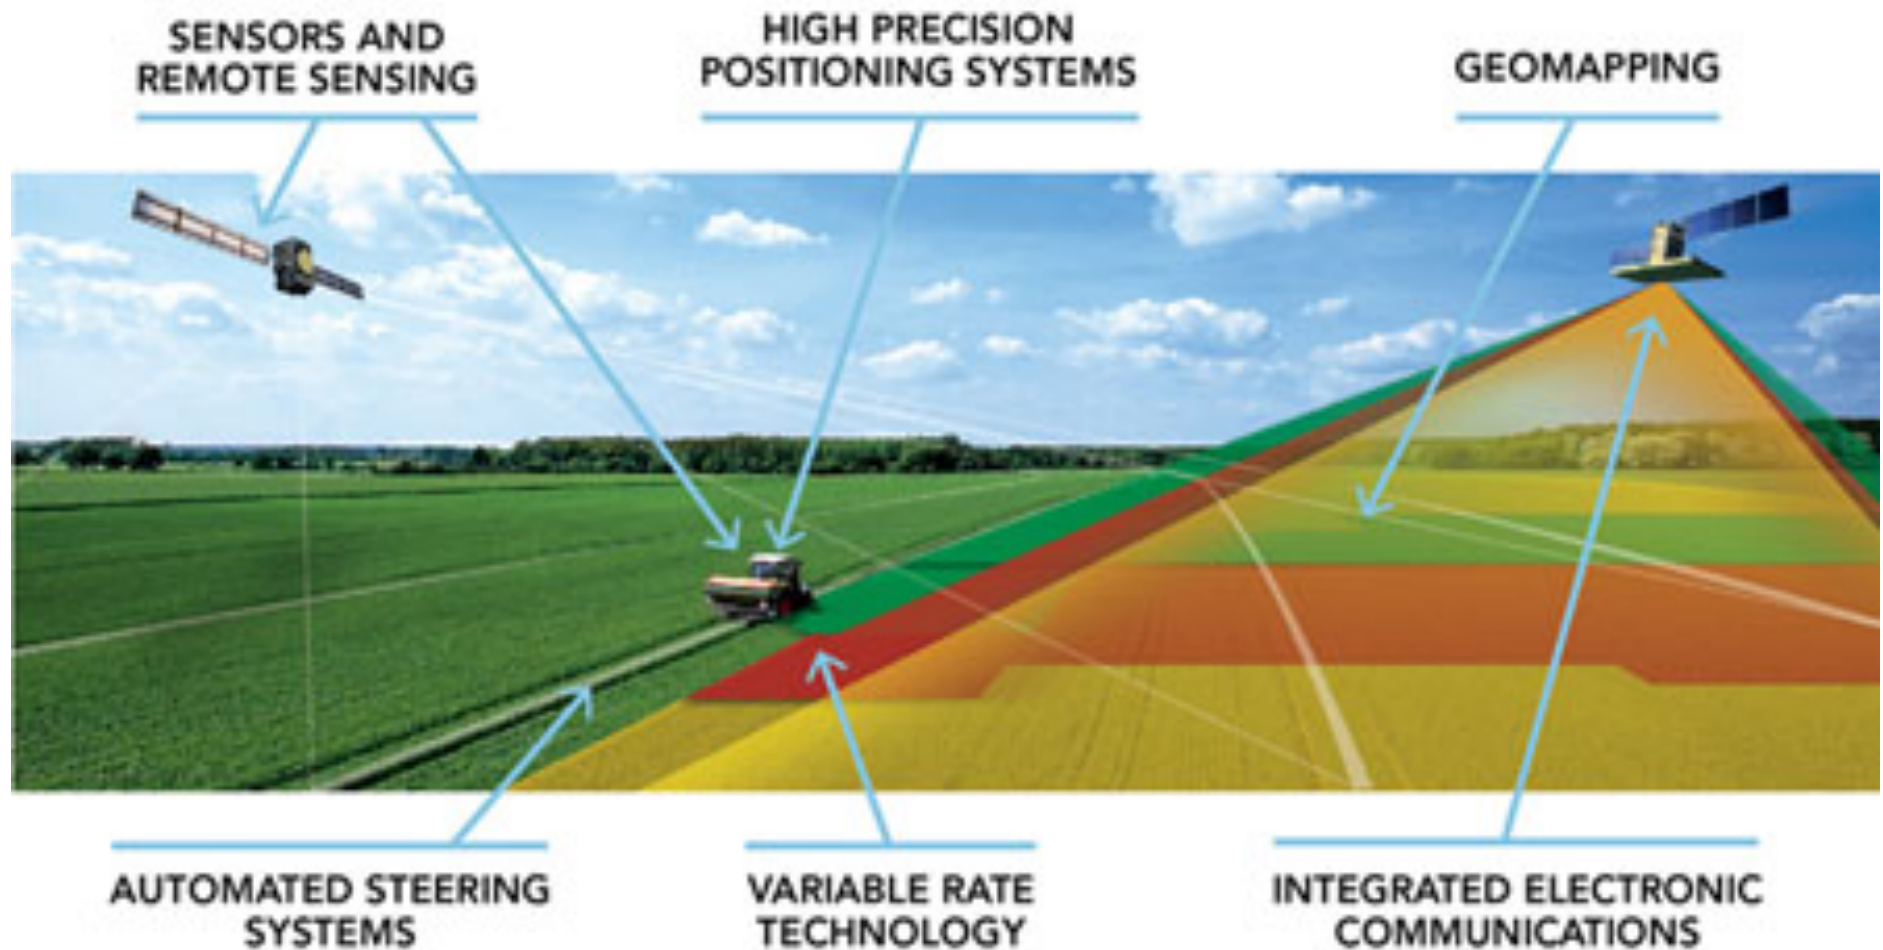 SENSORS AND
REMOTE SENSING
HIGH PRECISION
POSITIONING SYSTEMS
GEOMAPPING
AUTOMATED STEERING
SYSTEMS
VARIABLE RATE
TECHNOLOGY
INTEGRATED ELECTRONIC
COMMUNICATIONS